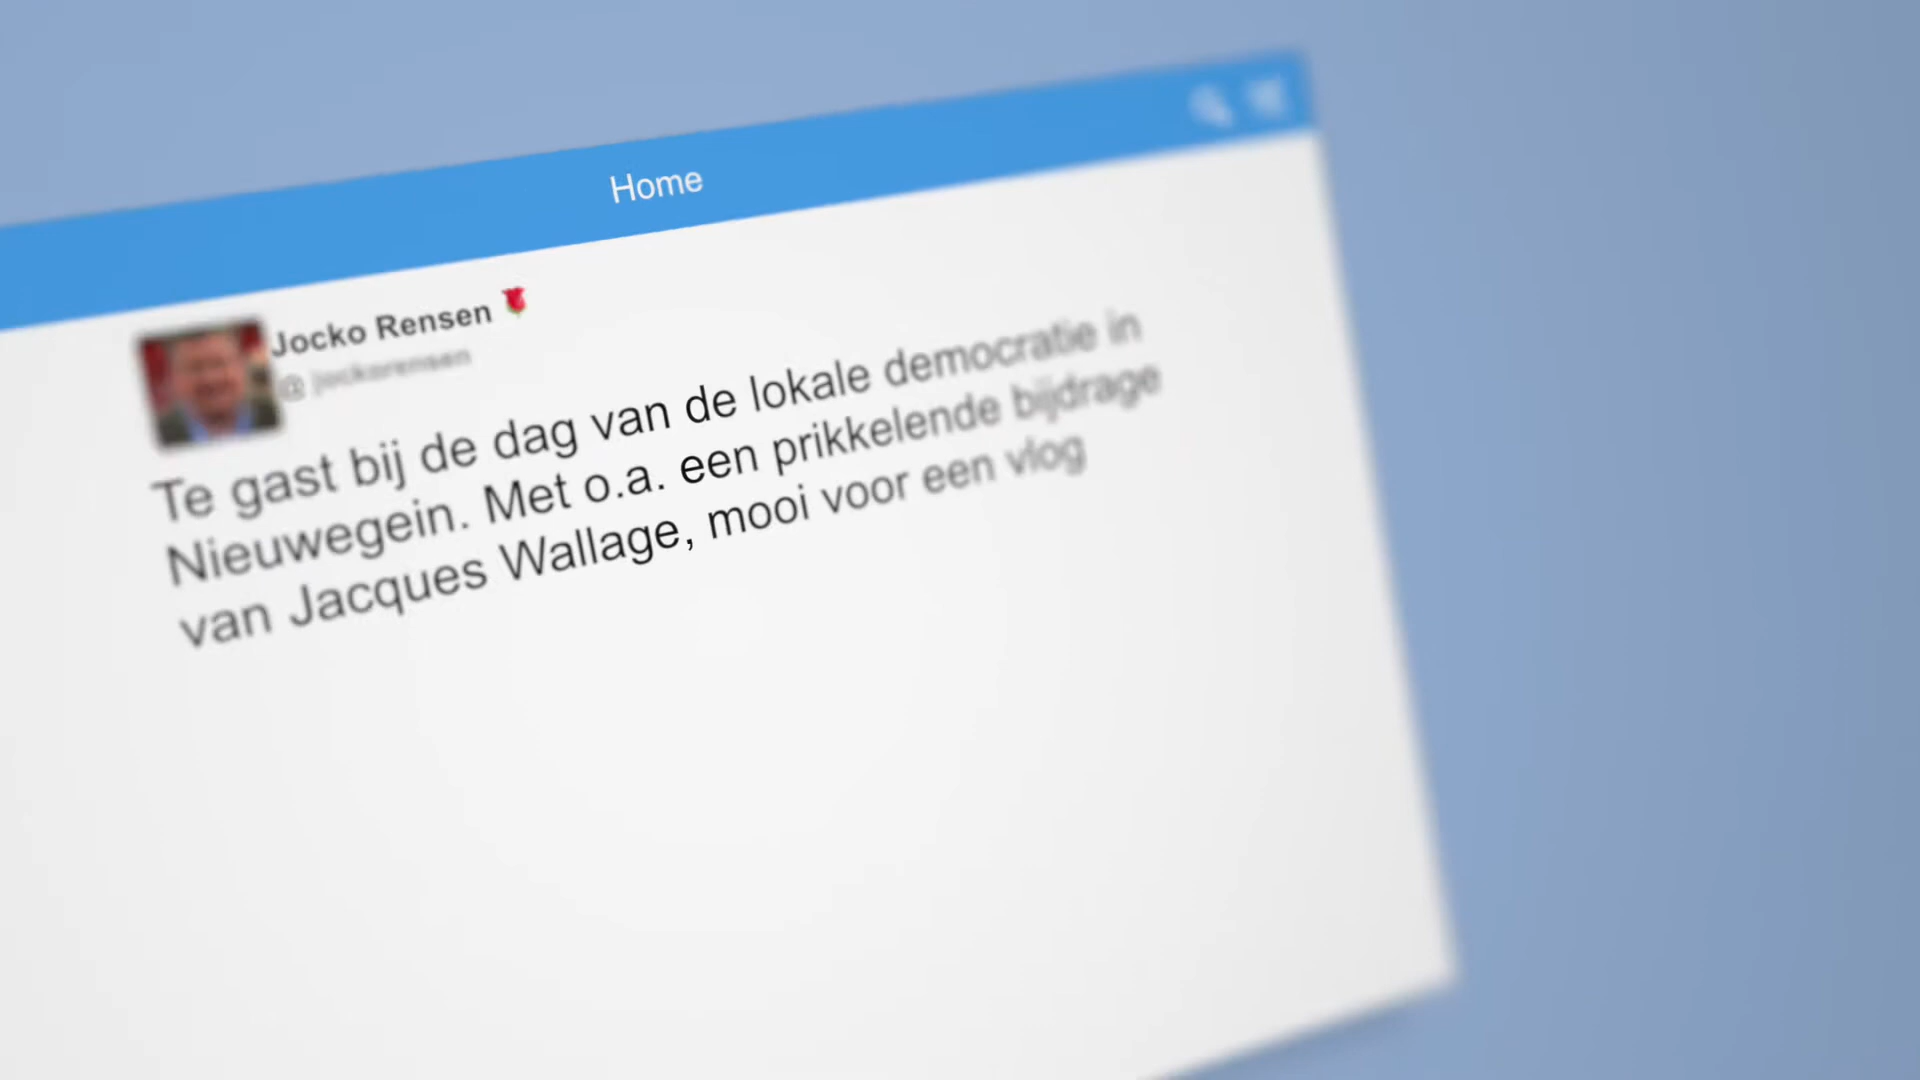 Home
Jocko Rensen
@jockorensen
Te gast bij de dag van de lokale democratie in
Nieuwegein. Met o.a. een prikkelende bijdrage
van Jacques Wallage, mooi voor een vlog